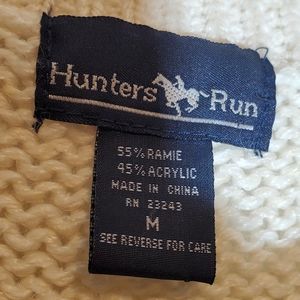 Hunters Run
55% RAMIE
45% ACRYLIC
MADE IN CHINA
RN 23243
M
SEE REVERSE FOR CARE